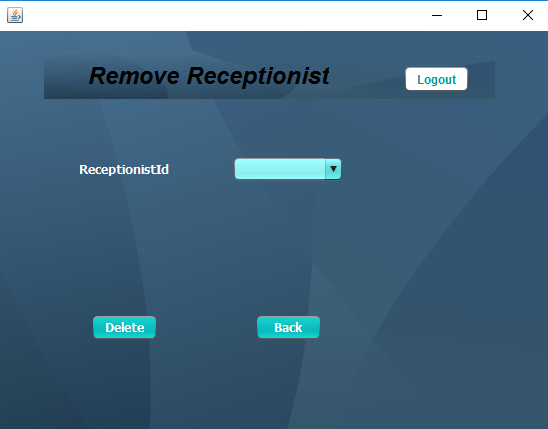 Remove Receptionist
Logout
ReceptionistId
Delete
Back